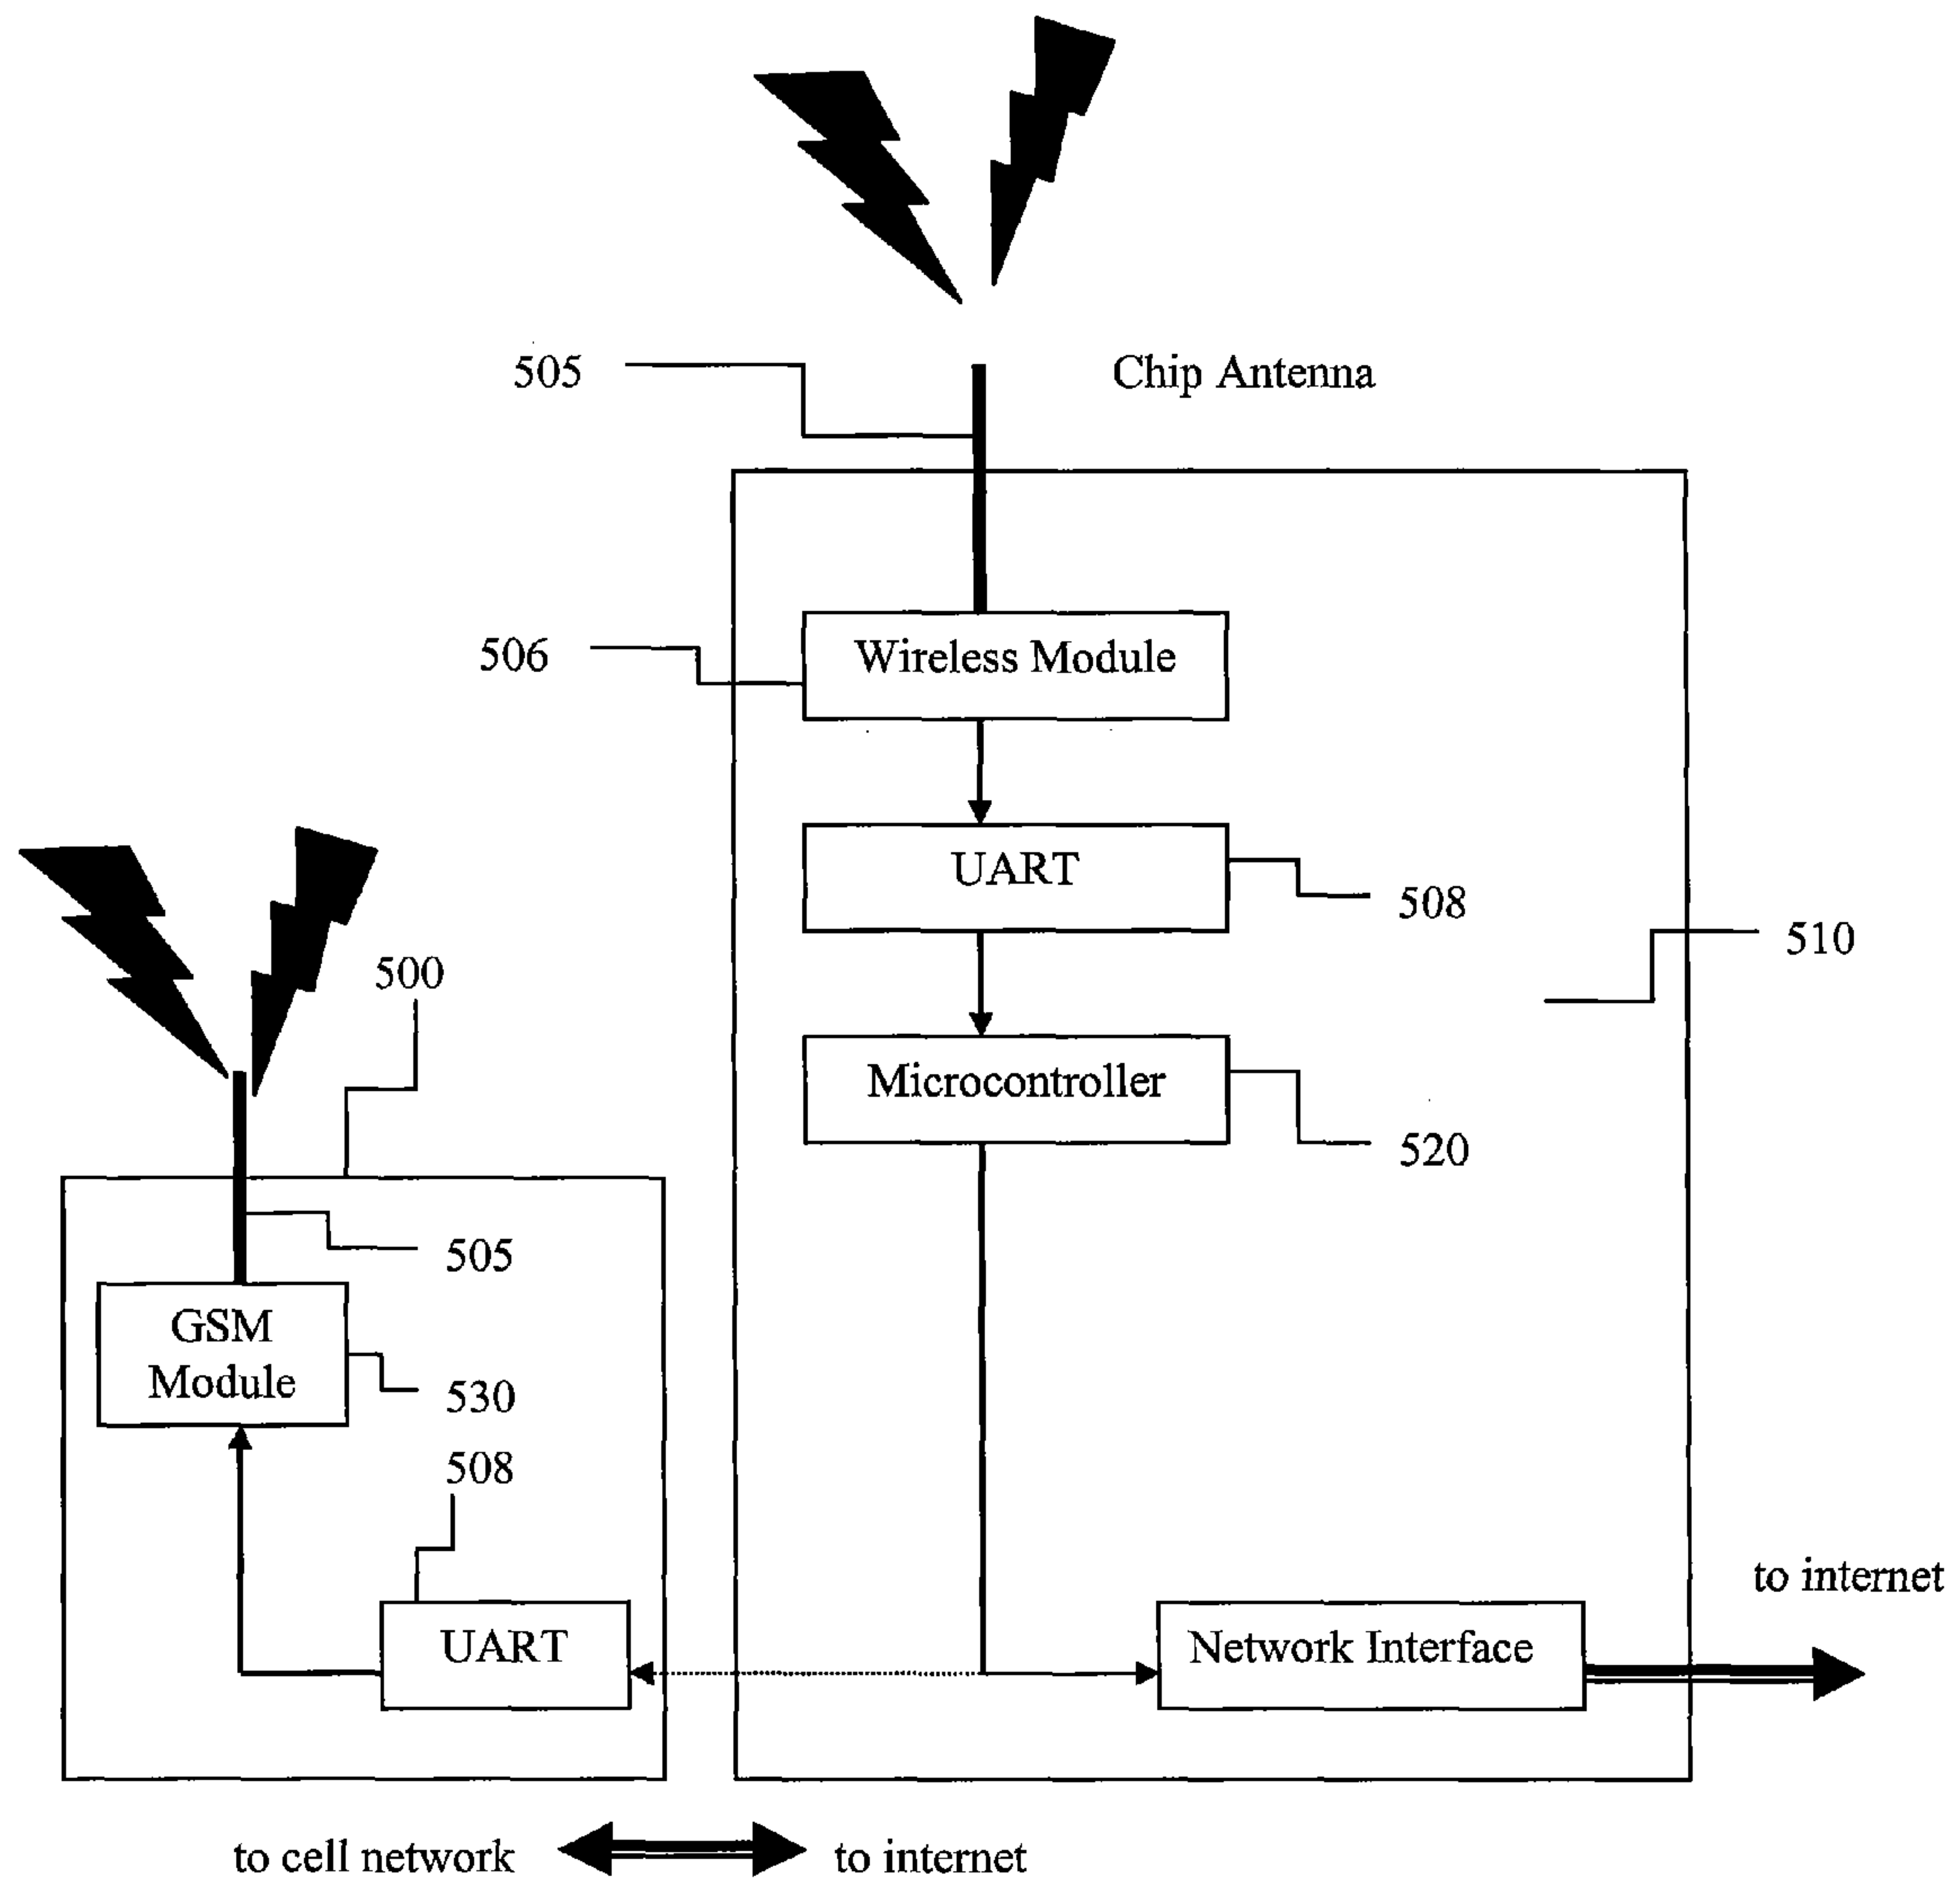 505
Chip Antenna
506
Wireless Module
UART
508
510
500
Microcontroller
520
505
GSM
Module
530
508
to internet
UART
Network Interface
to cell network
to internet